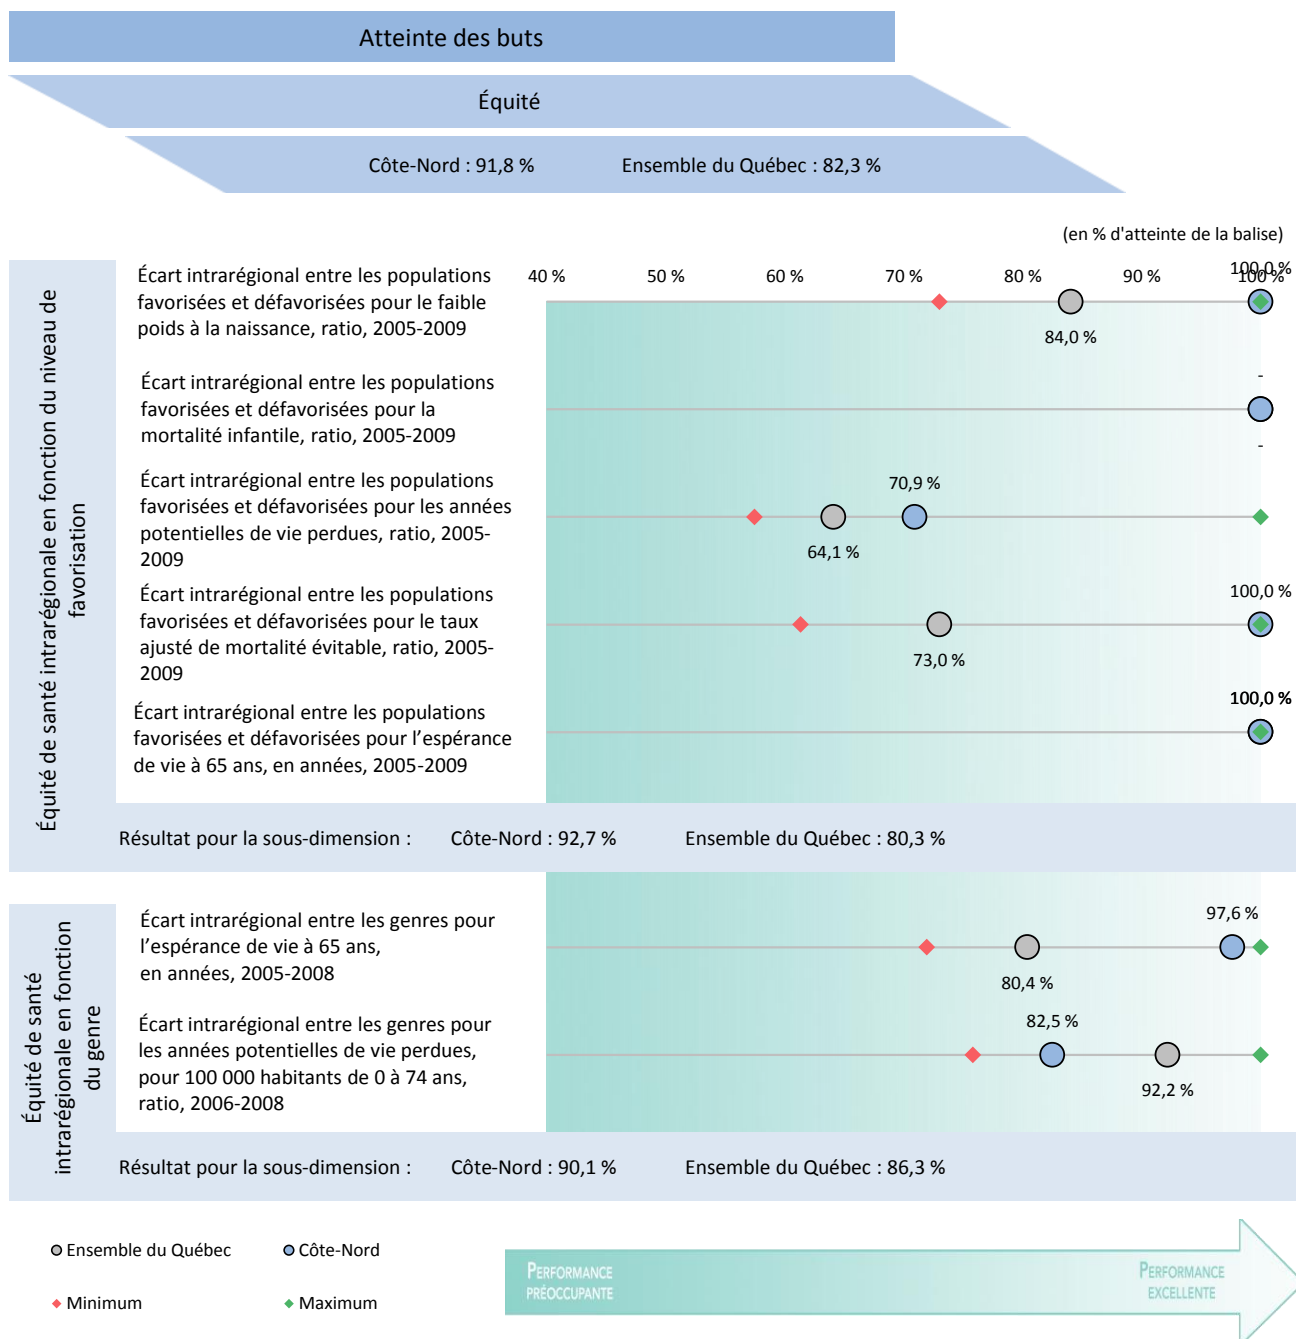 Atteinte des buts
Équité
Côte-Nord : 91,8 % Ensemble du Québec : 82,3 %
(en % d'atteinte de la balise)
40 % 50 % 60 % 70 % 80 % 90 % 100 %
Équité de santé intrarégionale en fonction du niveau de
favorisation
Écart intrarégional entre les populations
favorisées et défavorisées pour le faible
poids à la naissance, ratio, 2005-2009
100,0 %
84,0 %
Écart intrarégional entre les populations
favorisées et défavorisées pour la
mortalité infantile, ratio, 2005-2009
-
-
Écart intrarégional entre les populations
favorisées et défavorisées pour les années
potentielles de vie perdues, ratio, 2005-
2009
70,9 %
64,1 %
Écart intrarégional entre les populations
favorisées et défavorisées pour le taux
ajusté de mortalité évitable, ratio, 2005-
2009
100,0 %
73,0 %
Écart intrarégional entre les populations
favorisées et défavorisées pour l’espérance
de vie à 65 ans, en années, 2005-2009
100,0 %
Résultat pour la sous-dimension : Côte-Nord : 92,7 % Ensemble du Québec : 80,3 %
Équité de santé
intrarégionale en fonction
du genre
Écart intrarégional entre les genres pour
l’espérance de vie à 65 ans,
en années, 2005-2008
97,6 %
80,4 %
Écart intrarégional entre les genres pour
les années potentielles de vie perdues,
pour 100 000 habitants de 0 à 74 ans,
ratio, 2006-2008
82,5 %
92,2 %
Résultat pour la sous-dimension : Côte-Nord : 90,1 % Ensemble du Québec : 86,3 %
Ensemble du Québec Côte-Nord
Minimum Maximum
PERFORMANCE
PRÉOCCUPANTE
PERFORMANCE
EXCELLENTE